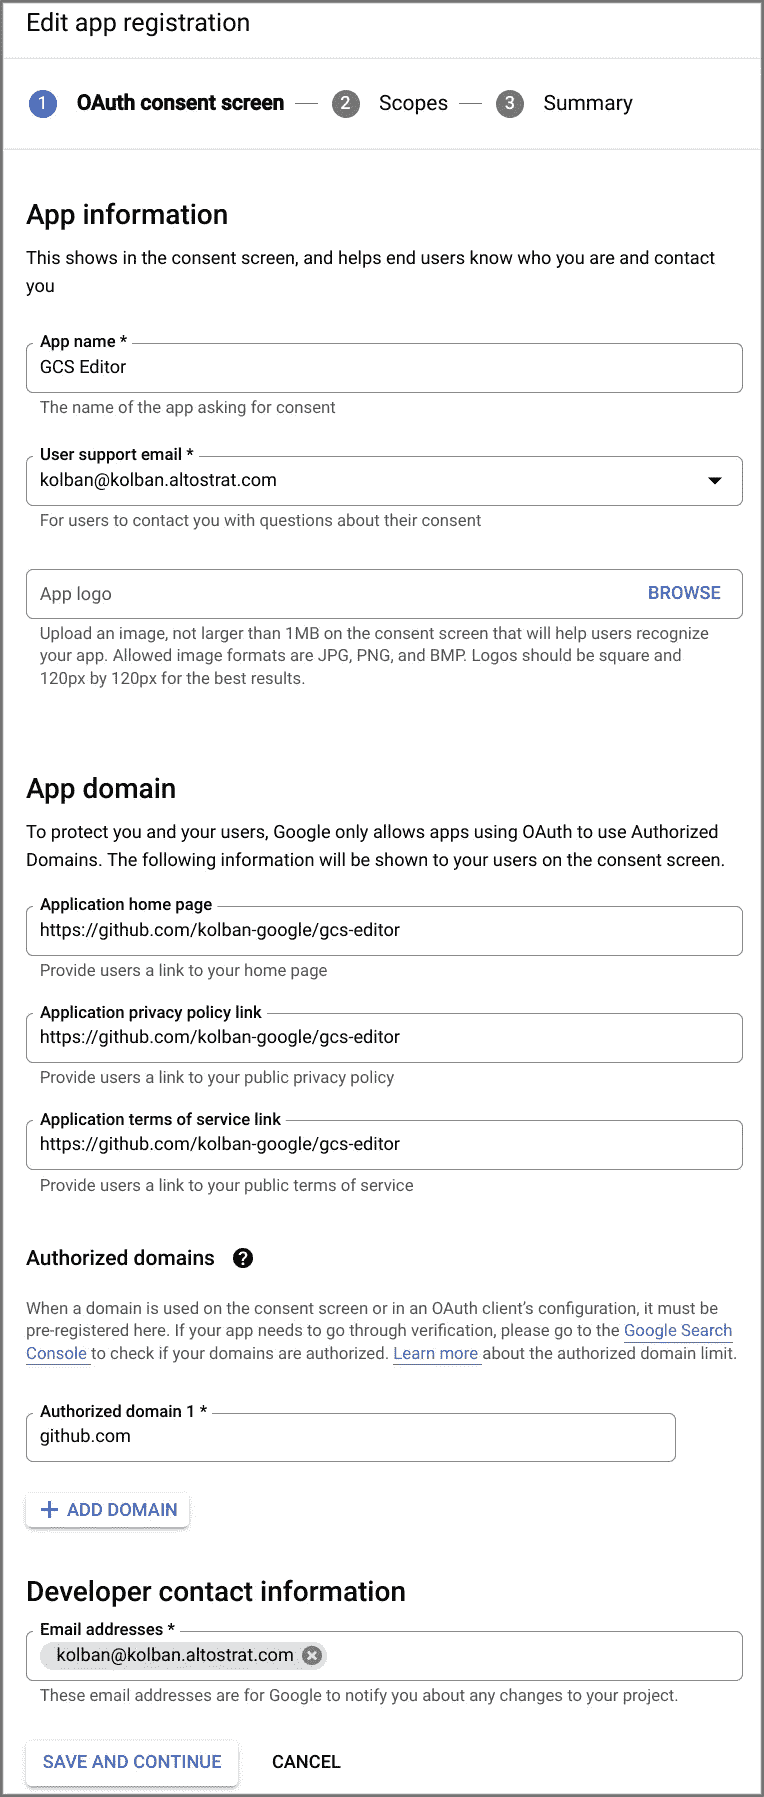 Edit app registration
1 OAuth consent screen — 2 Scopes — 3 Summary
App information
This shows in the consent screen, and helps end users know who you are and contact
you
App name *
GCS Editor
The name of the app asking for consent
User support email *
kolban@kolban.altostrat.com
For users to contact you with questions about their consent
App logo BROWSE
Upload an image, not larger than 1MB on the consent screen that will help users recognize
your app. Allowed image formats are JPG, PNG, and BMP. Logos should be square and
120px by 120px for the best results.
App domain
To protect you and your users, Google only allows apps using OAuth to use Authorized
Domains. The following information will be shown to your users on the consent screen.
Application home page
https://github.com/kolban-google/gcs-editor
Provide users a link to your home page
Application privacy policy link
https://github.com/kolban-google/gcs-editor
Provide users a link to your public privacy policy
Application terms of service link
https://github.com/kolban-google/gcs-editor
Provide users a link to your public terms of service
Authorized domains ?
When a domain is used on the consent screen or in an OAuth client's configuration, it must be
pre-registered here. If your app needs to go through verification, please go to the Google Search
Console to check if your domains are authorized. Learn more about the authorized domain limit.
Authorized domain 1 *
github.com
+ ADD DOMAIN
Developer contact information
Email addresses *
kolban@kolban.altostrat.com
These email addresses are for Google to notify you about any changes to your project.
SAVE AND CONTINUE CANCEL